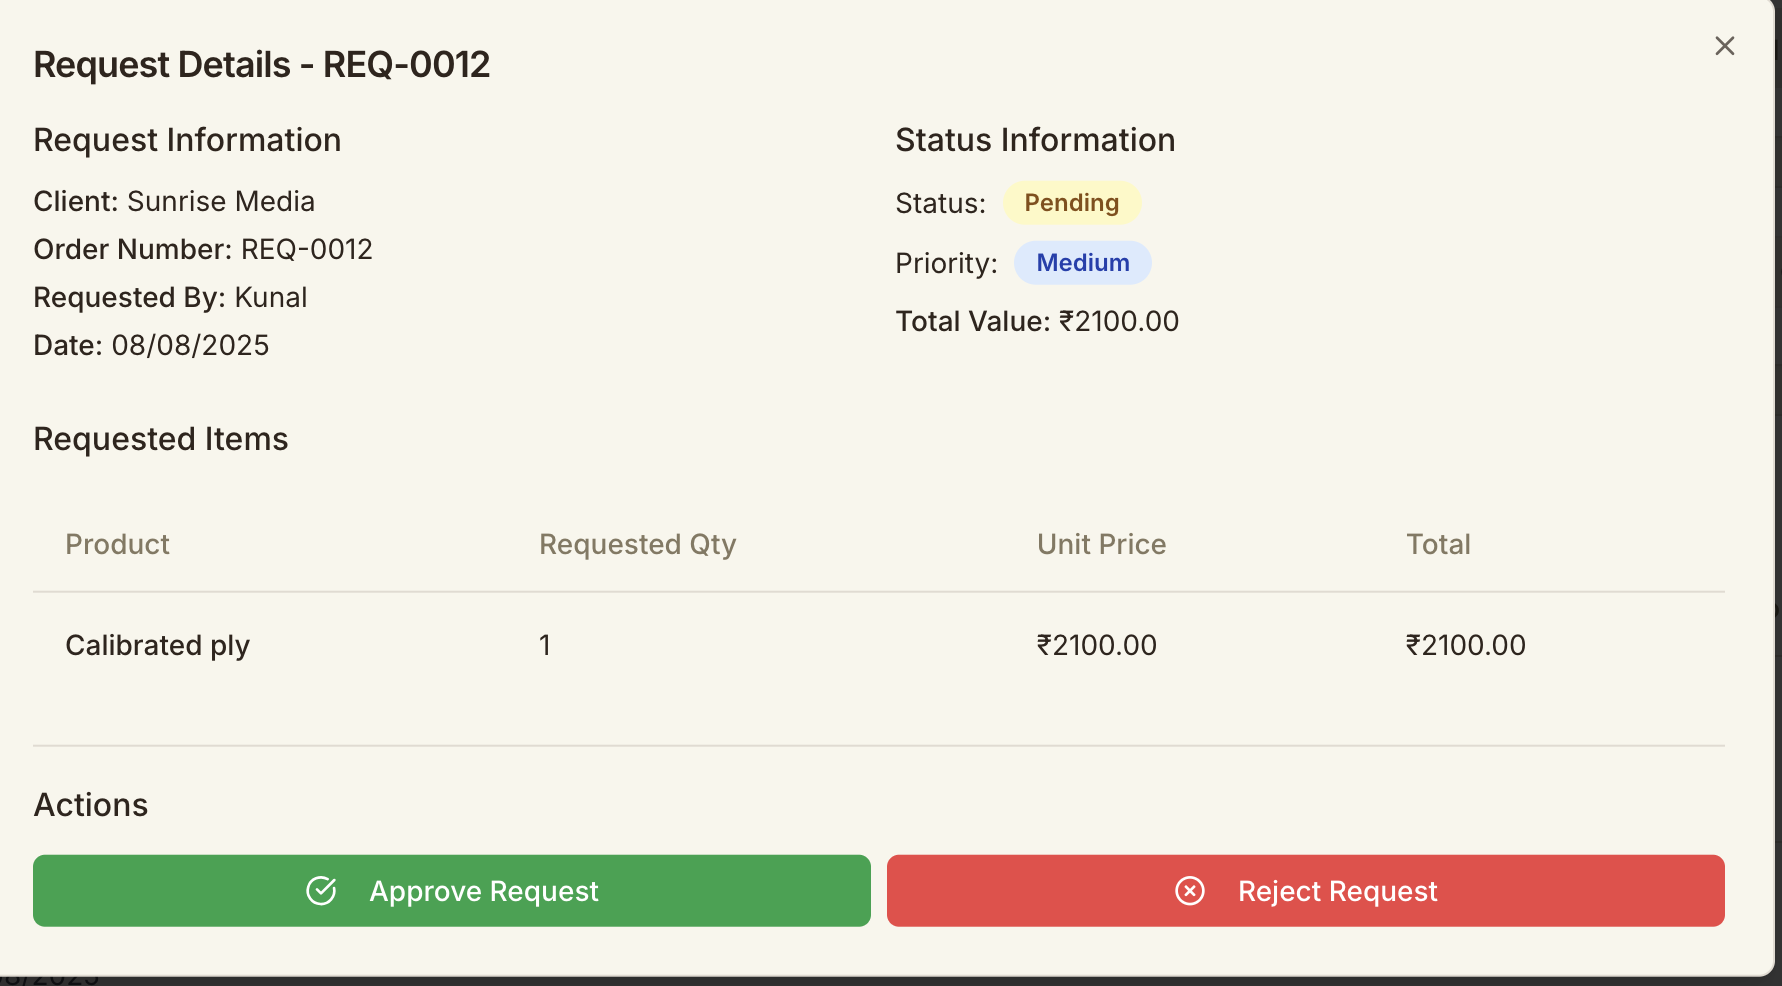 Request Details - REQ-0012
Request Information
Client: Sunrise Media
Order Number: REQ-0012
Requested By: Kunal
Date: 08/08/2025
Status Information
Status: Pending
Priority: Medium
Total Value: ₹2100.00
Requested Items
Product Requested Qty Unit Price Total
Calibrated ply 1 ₹2100.00 ₹2100.00
Actions
Approve Request Reject Request